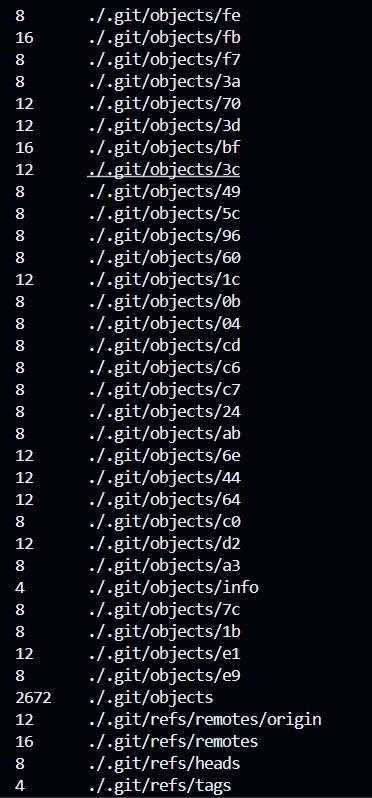 8 ./.git/objects/fe
16 ./.git/objects/fb
8 ./.git/objects/f7
8 ./.git/objects/3a
12 ./.git/objects/70
12 ./.git/objects/3d
16 ./.git/objects/bf
12 ./.git/objects/3c
8 ./.git/objects/49
8 ./.git/objects/5c
8 ./.git/objects/96
8 ./.git/objects/60
12 ./.git/objects/1c
8 ./.git/objects/0b
8 ./.git/objects/04
8 ./.git/objects/cd
8 ./.git/objects/c6
8 ./.git/objects/c7
8 ./.git/objects/24
8 ./.git/objects/ab
12 ./.git/objects/6e
12 ./.git/objects/44
12 ./.git/objects/64
8 ./.git/objects/c0
12 ./.git/objects/d2
8 ./.git/objects/a3
4 ./.git/objects/info
8 ./.git/objects/7c
8 ./.git/objects/1b
12 ./.git/objects/e1
8 ./.git/objects/e9
2672 ./.git/objects
12 ./.git/refs/remotes/origin
16 ./.git/refs/remotes
8 ./.git/refs/heads
4 ./.git/refs/tags